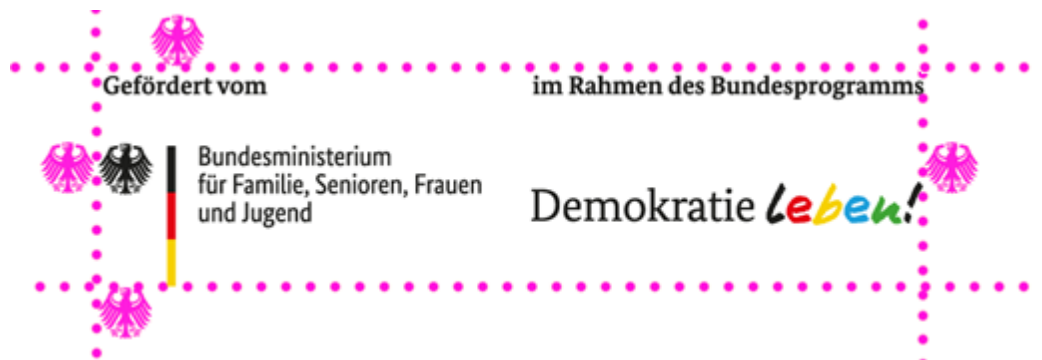 Gefördert vom
im Rahmen des Bundesprogramms
Bundesministerium
für Familie, Senioren, Frauen
und Jugend
Demokratie leben!